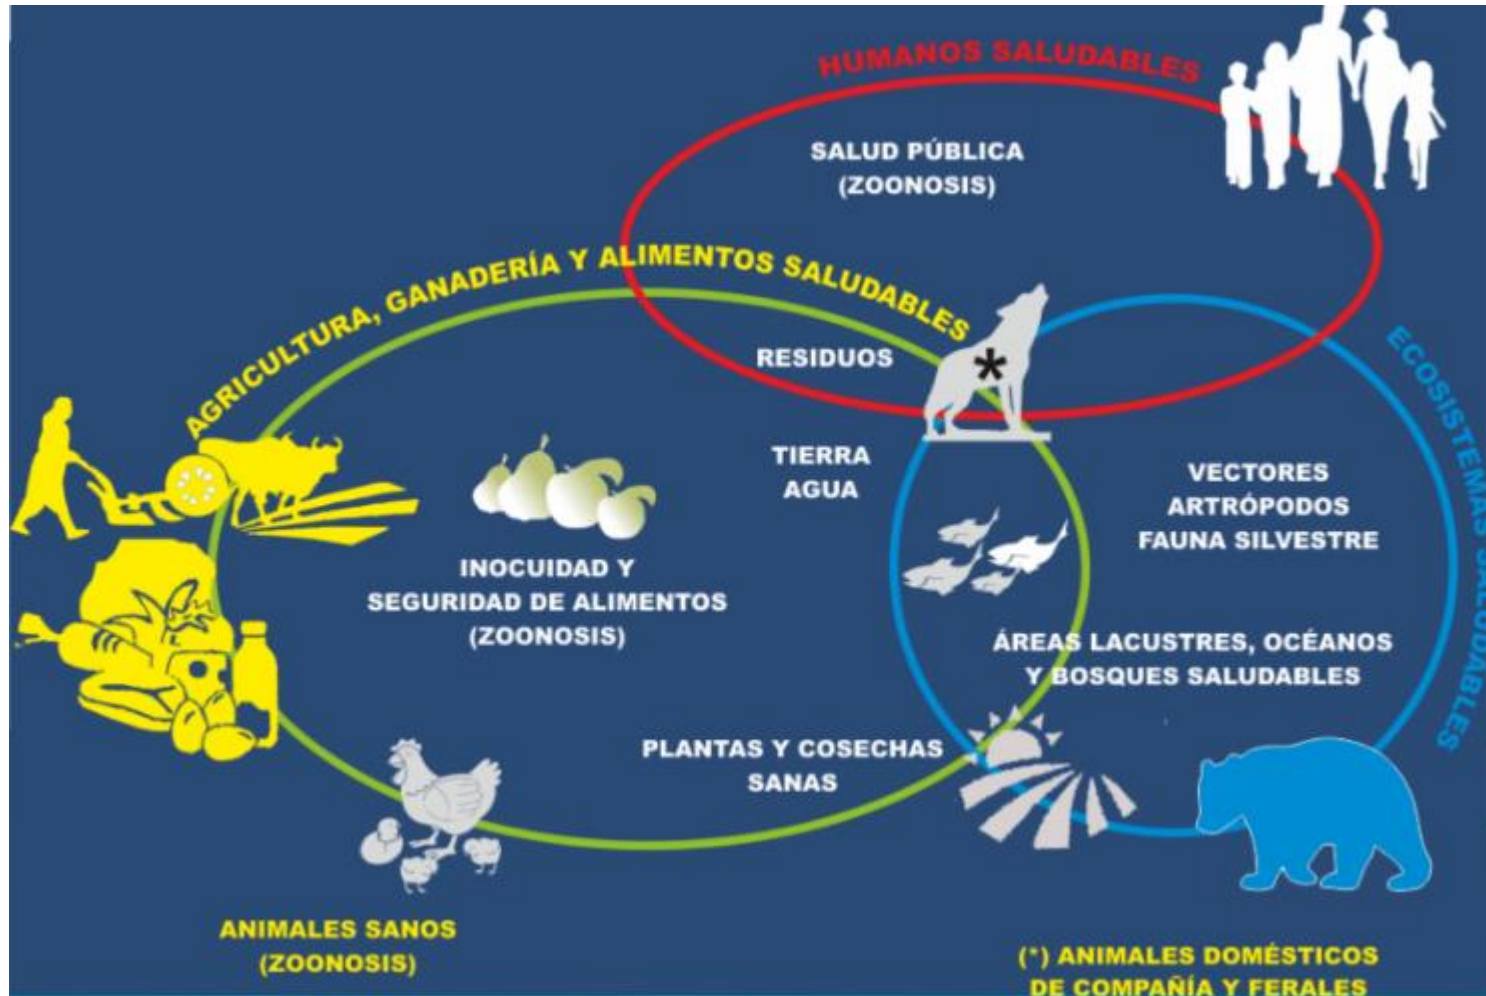 HUMANOS SALUDABLES
SALUD PÚBLICA
(ZOONOSIS)
AGRICULTURA, GANADERÍA Y ALIMENTOS SALUDABLES
ECOSISTEMAS SALUDABLES
RESIDUOS
*
TIERRA
AGUA
VECTORES
ARTRÓPODOS
FAUNA SILVESTRE
INOCUIDAD Y
SEGURIDAD DE ALIMENTOS
(ZOONOSIS)
ÁREAS LACUSTRES, OCÉANOS
Y BOSQUES SALUDABLES
PLANTAS Y COSECHAS
SANAS
ANIMALES SANOS
(ZOONOSIS)
(*) ANIMALES DOMÉSTICOS
DE COMPAÑÍA Y FERALES